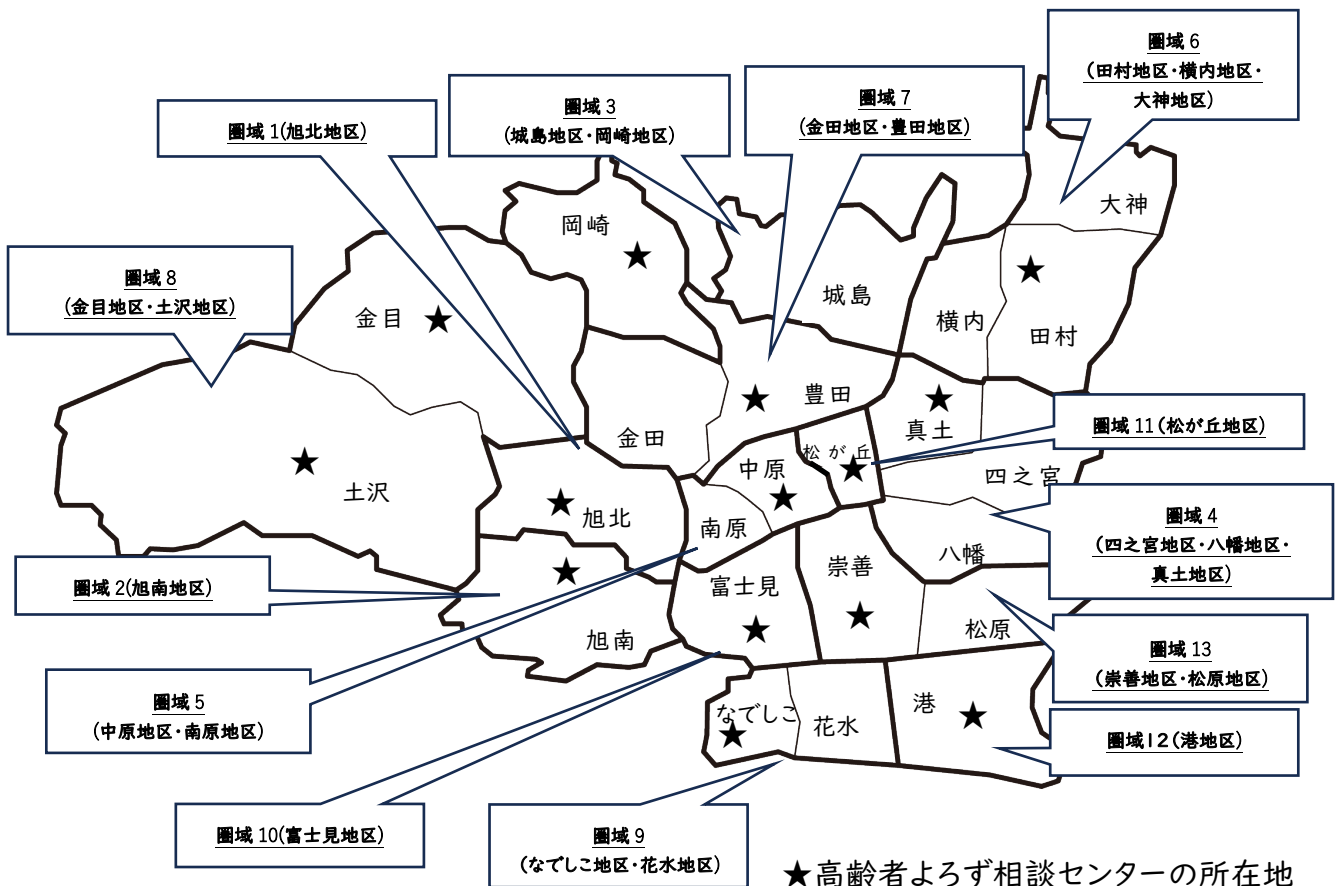 圏域 6
(田村地区・横内地区・
大神地区)
圏域 3
(城島地区・岡崎地区)
圏域 7
(金田地区・豊田地区)
圏域 1(旭北地区)
大神
岡崎
★
圏域 8
(金目地区・土沢地区)
★
城島
金目 ★
横内
田村
★
豊田
★
真土
圏域 11(松が丘地区)
金田
松が丘
★
中原
★
四之宮
★
土沢
★
旭北
南原
圏域 4
(四之宮地区・八幡地区・
真土地区)
八幡
崇善
圏域 2(旭南地区)
★
富士見
★
★
松原
旭南
圏域 13
(崇善地区・松原地区)
圏域 5
(中原地区・南原地区)
なでしこ
★
花水
港
★
圏域12(港地区)
圏域 10(富士見地区)
圏域 9
(なでしこ地区・花水地区)
★高齢者よろず相談センターの所在地